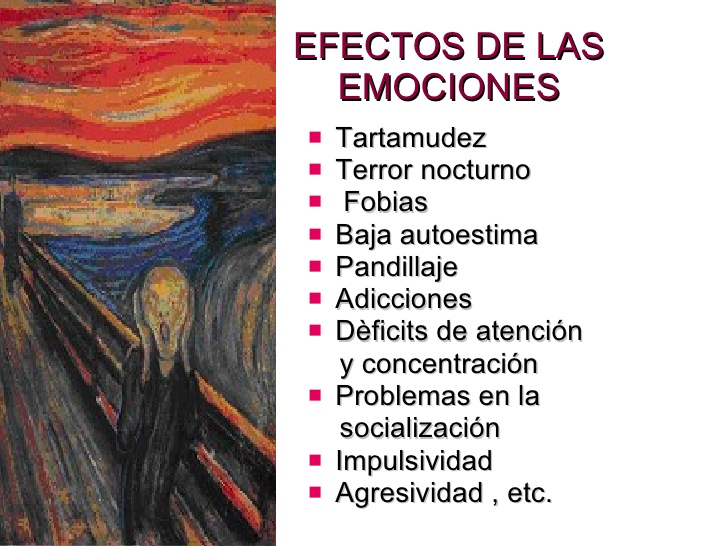 EFECTOS DE LAS
EMOCIONES
Tartamudez
Terror nocturno
Fobias
Baja autoestima
Pandillaje
Adicciones
Dèficits de atención
y concentración
Problemas en la
socialización
Impulsividad
Agresividad , etc.